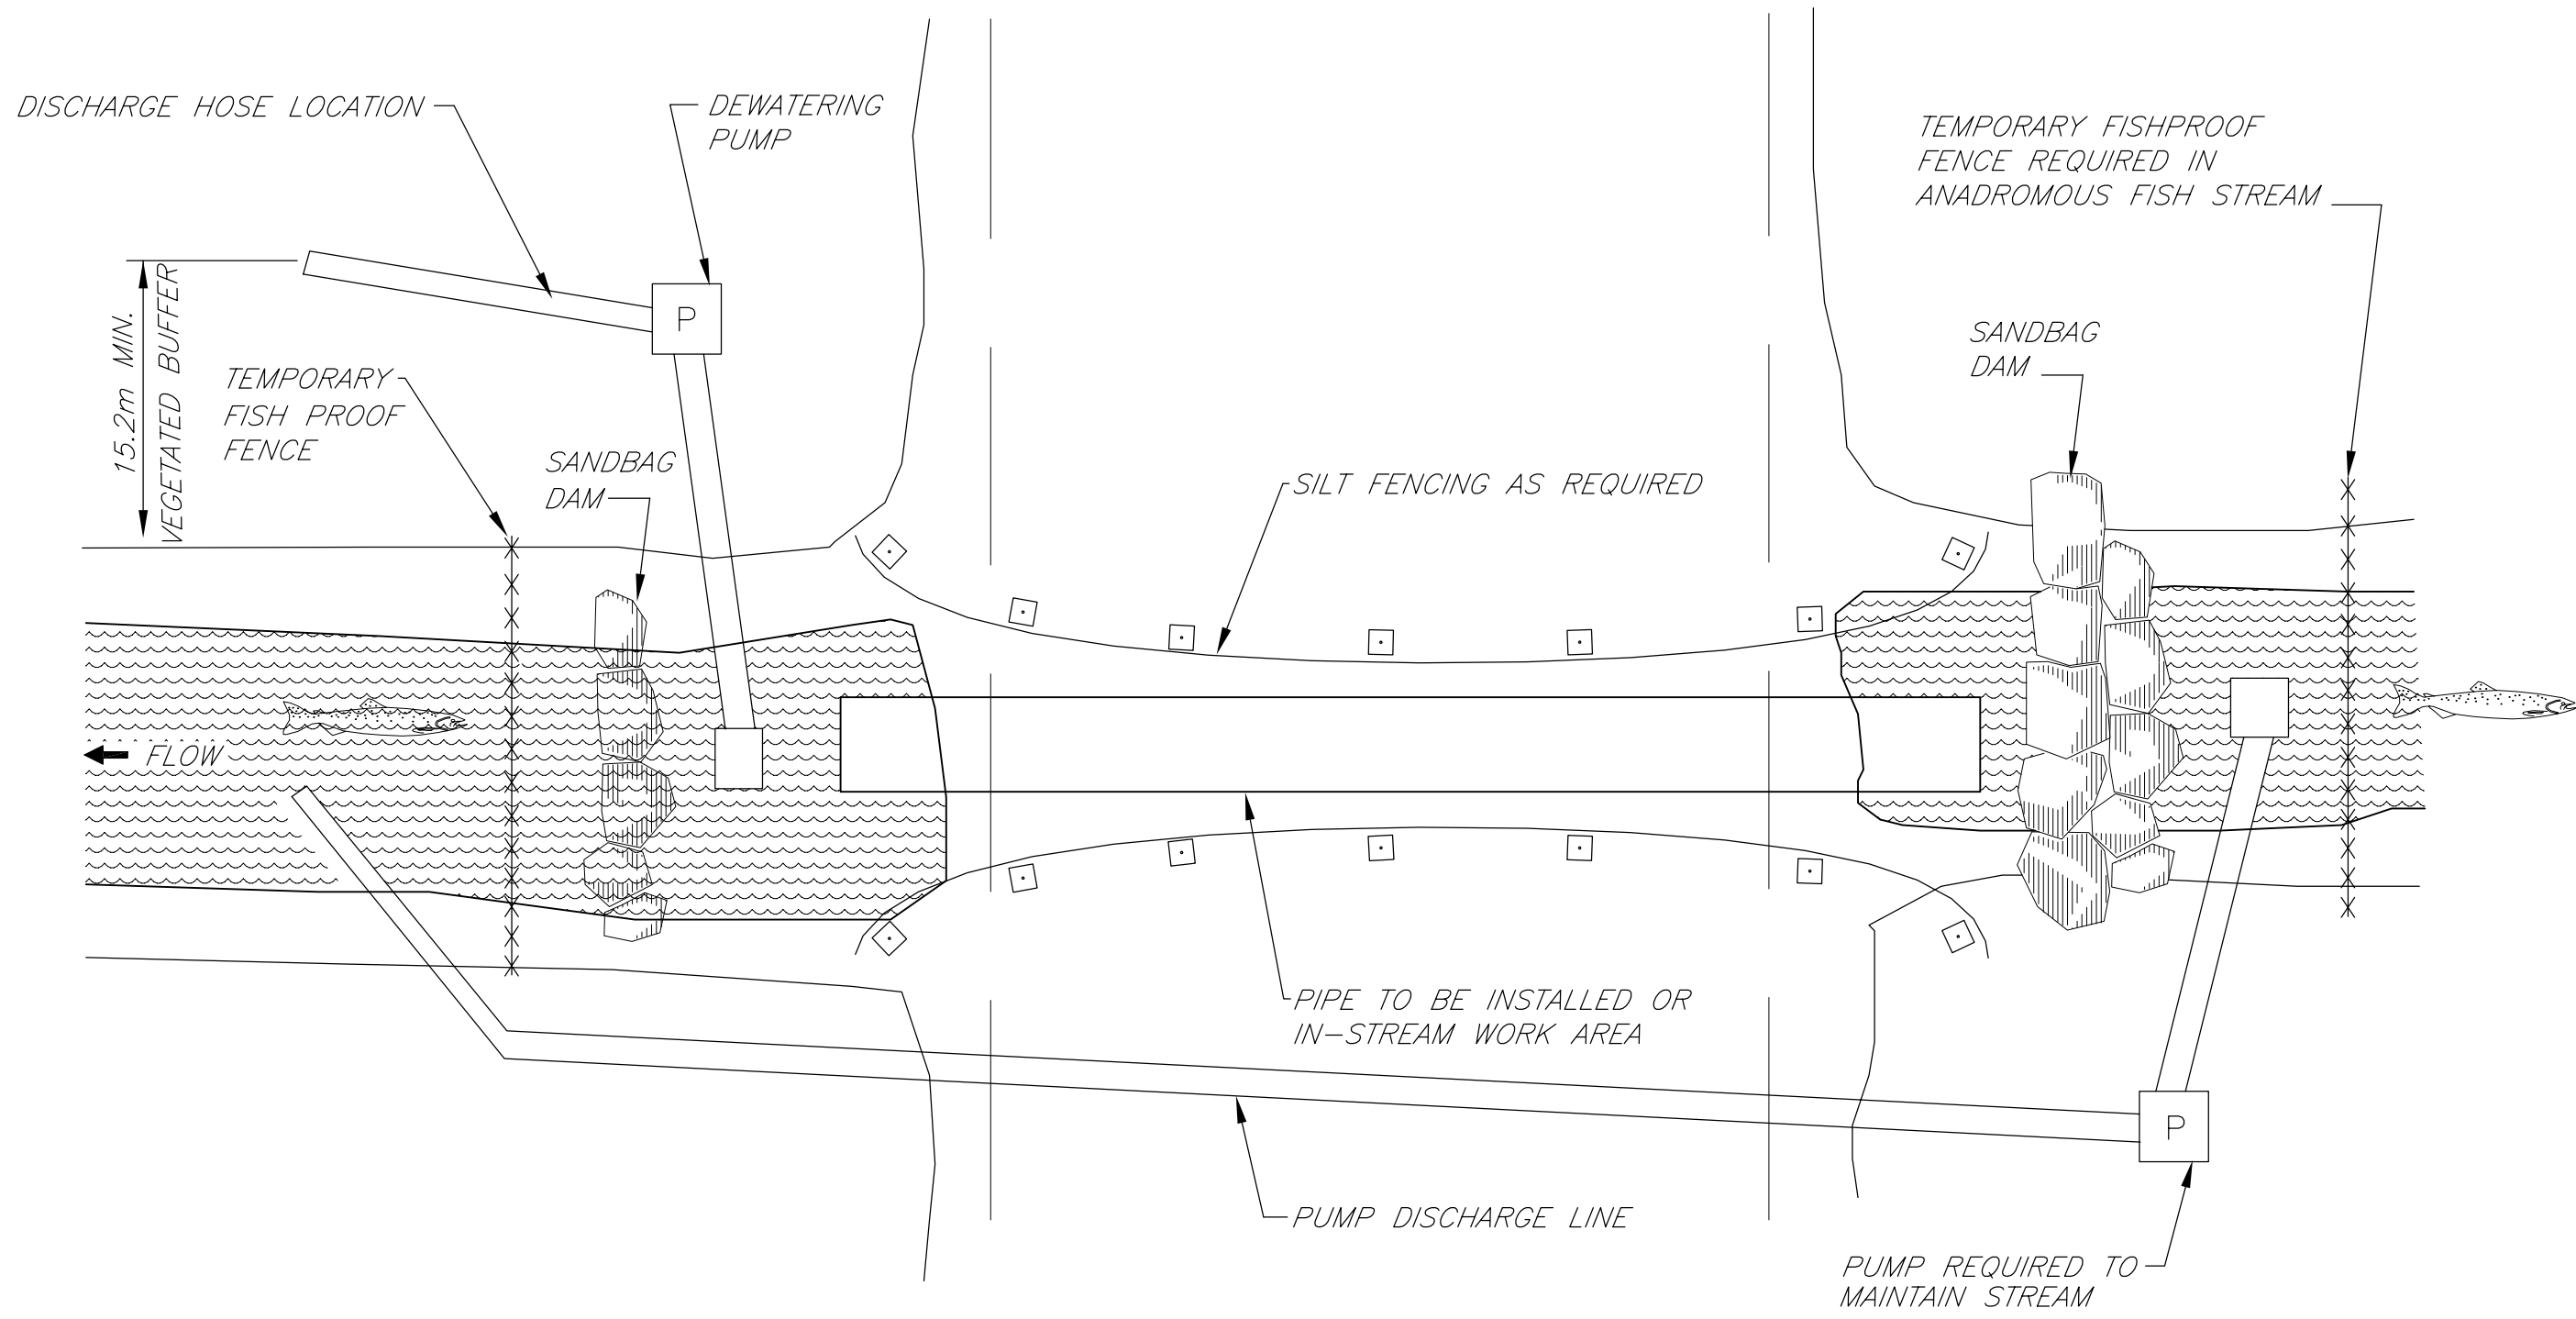 DISCHARGE HOSE LOCATION
DEWATERING
PUMP
TEMPORARY FISHPROOF
FENCE REQUIRED IN
ANADROMOUS FISH STREAM
15.2m MIN.
VEGETATED BUFFER
P
TEMPORARY
FISH PROOF
FENCE
SANDBAG
DAM
SILT FENCING AS REQUIRED
SANDBAG
DAM
FLOW
PIPE TO BE INSTALLED OR
IN-STREAM WORK AREA
P
PUMP DISCHARGE LINE
PUMP REQUIRED TO
MAINTAIN STREAM